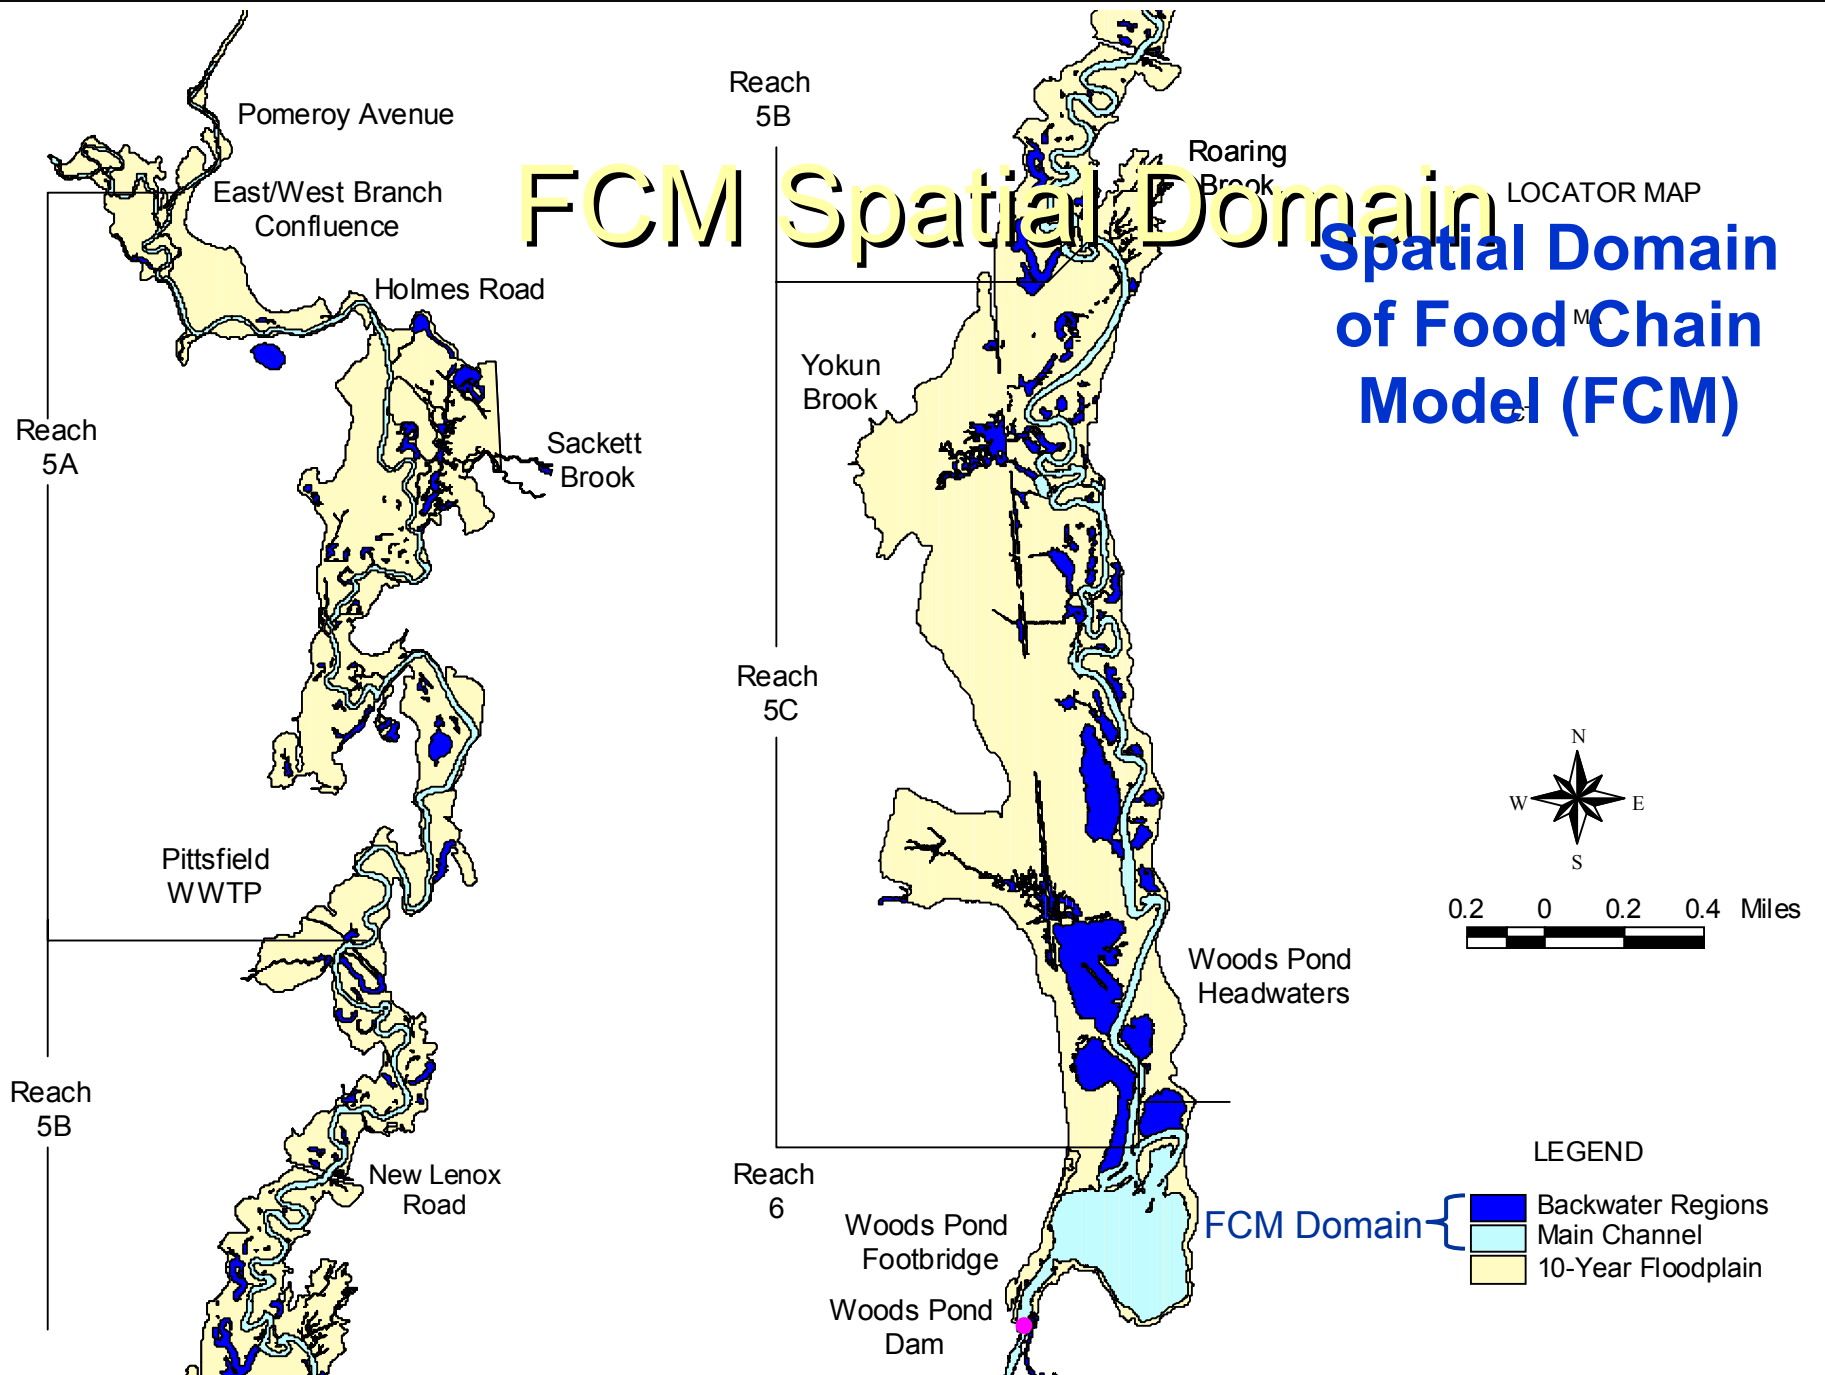 FCM Spatial Domain
Pomeroy Avenue
East/West Branch
Confluence
Holmes Road
Reach
5A
Sackett
Brook
Pittsfield
WWTP
Reach
5B
New Lenox
Road
Reach
5B
Roaring
Brook
Yokun
Brook
Reach
5C
Woods Pond
Headwaters
Reach
6
Woods Pond
Footbridge
Woods Pond
Dam
LOCATOR MAP
Spatial Domain
of Food Chain
Model (FCM)
MA
N
W
E
S
0.2 0 0.2 0.4 Miles
LEGEND
FCM Domain
Backwater Regions
Main Channel
10-Year Floodplain